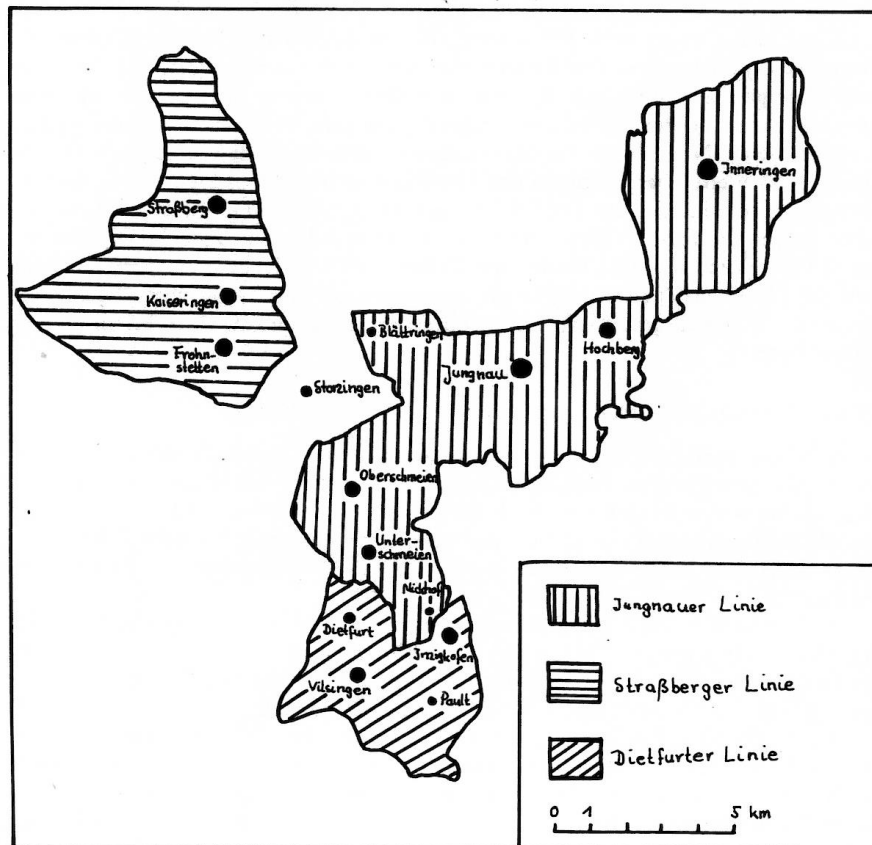 Inneringen
Straßberg
Kaiseringen
Blättringen
Hochberg
Frohn-
stetten
Jungnau
Storzingen
Oberschmeien
Unter-
schmeien
Nickhof
Dietfurt
Inzigkofen
Vilsingen
Pault
Jungnauer Linie
Straßberger Linie
Dietfurter Linie
0 1 5 km